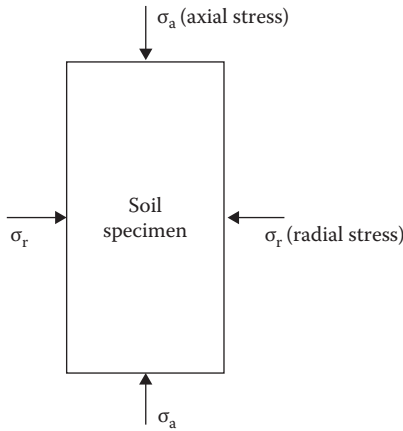 σa (axial stress)
Soil
specimen
σr
σr (radial stress)
σa